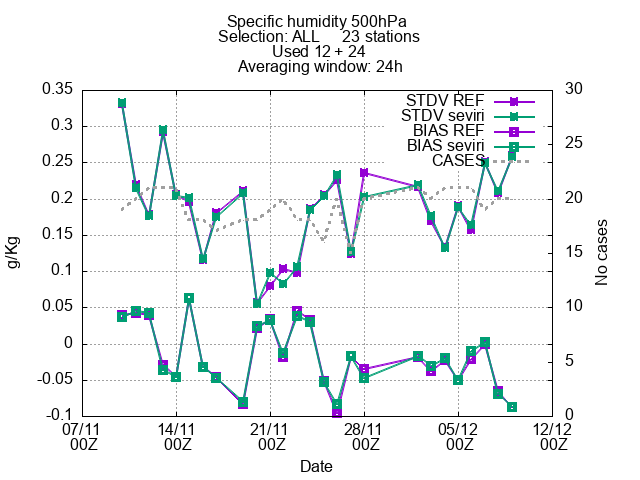 Specific humidity 500hPa
Selection: ALL 23 stations
Used 12 + 24
Averaging window: 24h
STDV REF
STDV seviri
BIAS REF
BIAS seviri
CASES
0.35
0.3
0.25
0.2
0.15
0.1
0.05
0
-0.05
-0.1
g/Kg
30
25
20
15
10
5
0
No cases
07/11 14/11 21/11 28/11 05/12 12/12
00Z 00Z 00Z 00Z 00Z 00Z
Date